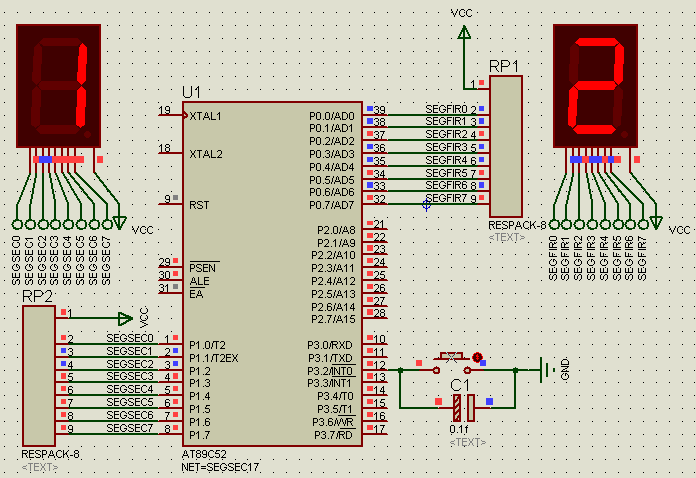 VCC
RP1
1
U1
19 XTAL1 P0.0/AD0 39 SEGFIR0 2
P0.1/AD1 38 SEGFIR1 3
P0.2/AD2 37 SEGFIR2 4
18 XTAL2 P0.3/AD3 36 SEGFIR3 5
P0.4/AD4 35 SEGFIR4 6
P0.5/AD5 34 SEGFIR5 7
P0.6/AD6 33 SEGFIR6 8
9 RST P0.7/AD7 32 SEGFIR7 9
RESPACK-8
<TEXT>
P2.0/A8 21
P2.1/A9 22
P2.2/A10 23
29 PSEN P2.3/A11 24
30 ALE P2.4/A12 25
31 EA P2.5/A13 26
P2.6/A14 27
P2.7/A15 28
SEGSEC0
SEGSEC1
SEGSEC2
SEGSEC3
SEGSEC4
SEGSEC5
SEGSEC6
SEGSEC7
VCC
SEGFIR0
SEGFIR1
SEGFIR2
SEGFIR3
SEGFIR4
SEGFIR5
SEGFIR6
SEGFIR7
VCC
RP2
1 VCC
2 SEGSEC0 1 P1.0/T2 P3.0/RXD 10
3 SEGSEC1 2 P1.1/T2EX P3.1/TXD 11
4 SEGSEC2 3 P1.2 P3.2/INT0 12
5 SEGSEC3 4 P1.3 P3.3/INT1 13
6 SEGSEC4 5 P1.4 P3.4/T0 14
7 SEGSEC5 6 P1.5 P3.5/T1 15
8 SEGSEC6 7 P1.6 P3.6/WR 16
9 SEGSEC7 8 P1.7 P3.7/RD 17
RESPACK-8
<TEXT>
AT89C52
NET=SEGSEC17
GND
C1
0.1f
<TEXT>